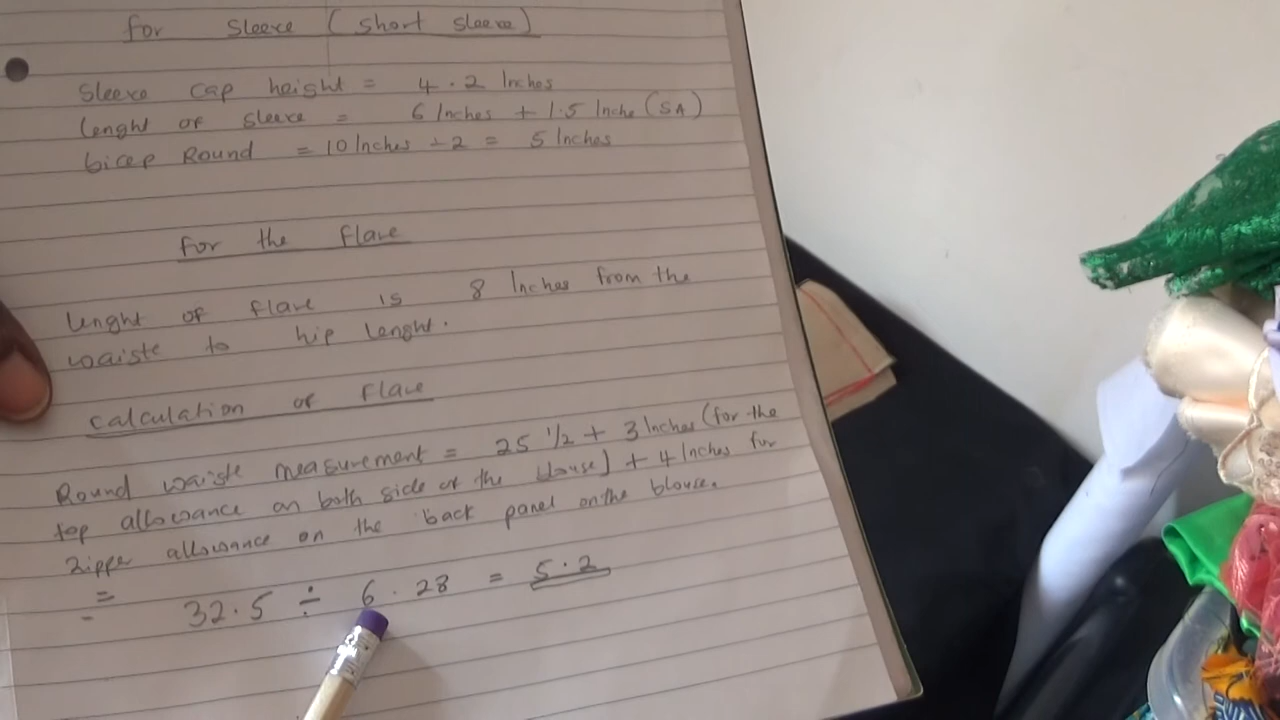 for sleeve (short sleeve)
Sleeve cap height = 4.2 Inches
lenght of sleeve = 6 Inches + 1.5 Inche (SA)
bicep Round = 10 Inches ÷ 2 = 5 Inches
for the flare
lenght of flare is 8 Inches from the
waiste to hip lenght.
Calculation of flare
Round waiste measurement = 25 1/2 + 3 Inches (for the
top allowance on both side of the blouse) + 4 Inches for
zipper allowance on the back panel on the blouse.
= 32.5 ÷ 6.28 = 5.2